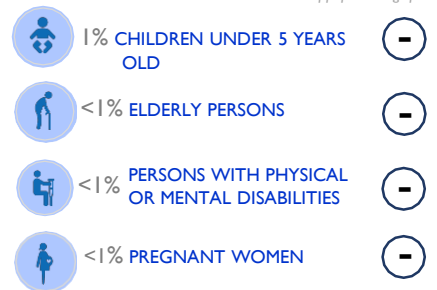 1% CHILDREN UNDER 5 YEARS
OLD
-
<1% ELDERLY PERSONS
-
<1% PERSONS WITH PHYSICAL
OR MENTAL DISABILITIES
-
<1% PREGNANT WOMEN
-